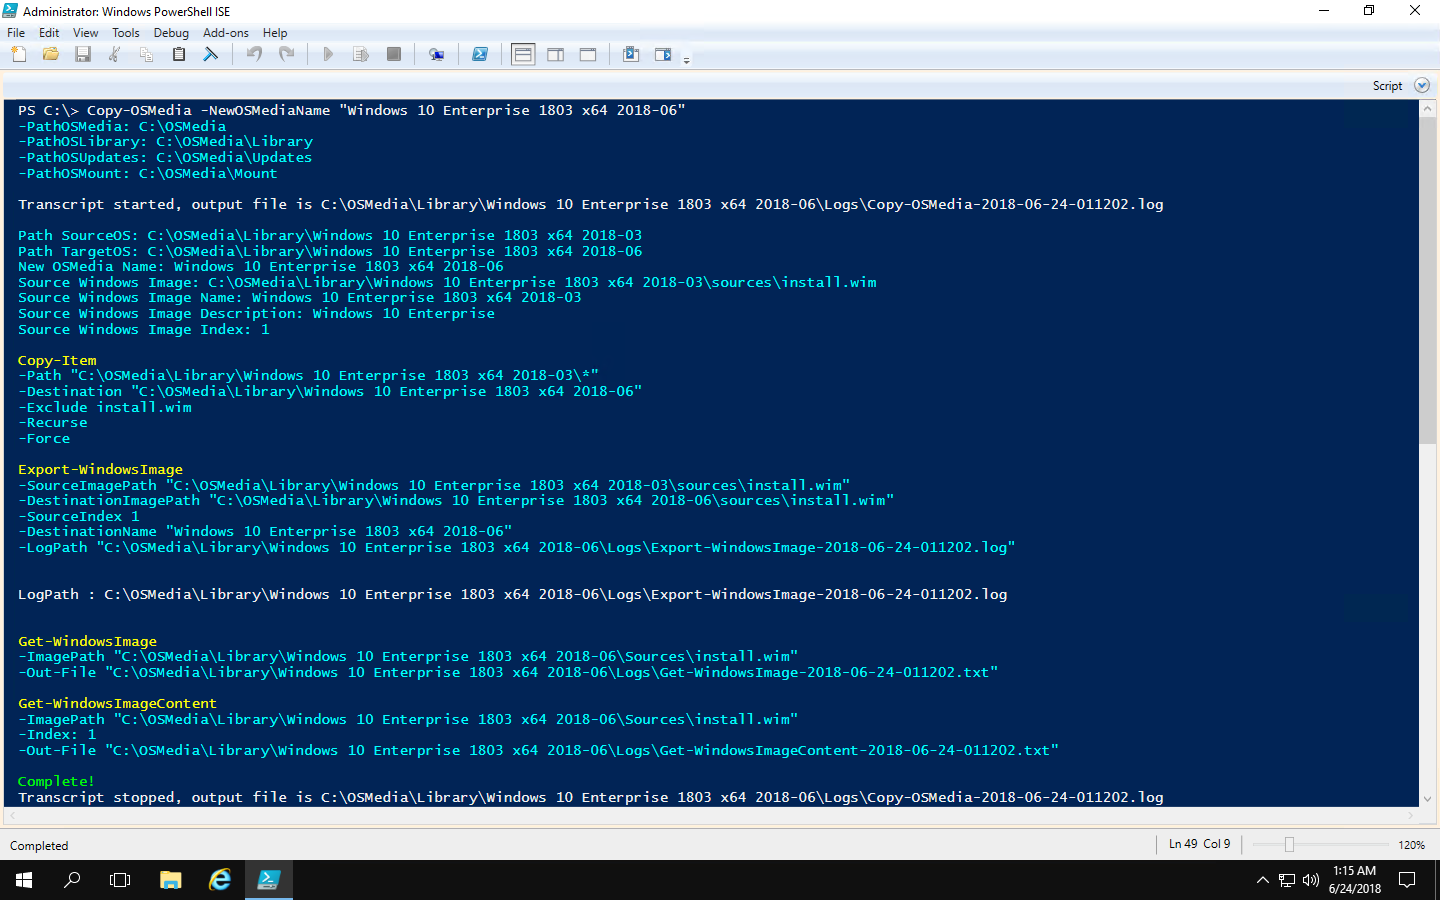 Administrator: Windows PowerShell ISE
File Edit View Tools Debug Add-ons Help
Script
PS C:\> Copy-OSMedia -NewOSMediaName "Windows 10 Enterprise 1803 x64 2018-06"
-PathOSMedia: C:\OSMedia
-PathOSLibrary: C:\OSMedia\Library
-PathOSUpdates: C:\OSMedia\Updates
-PathOSMount: C:\OSMedia\Mount
Transcript started, output file is C:\OSMedia\Library\Windows 10 Enterprise 1803 x64 2018-06\Logs\Copy-OSMedia-2018-06-24-011202.log
Path SourceOS: C:\OSMedia\Library\Windows 10 Enterprise 1803 x64 2018-03
Path TargetOS: C:\OSMedia\Library\Windows 10 Enterprise 1803 x64 2018-06
New OSMedia Name: Windows 10 Enterprise 1803 x64 2018-06
Source Windows Image: C:\OSMedia\Library\Windows 10 Enterprise 1803 x64 2018-03\sources\install.wim
Source Windows Image Name: Windows 10 Enterprise 1803 x64 2018-03
Source Windows Image Description: Windows 10 Enterprise
Source Windows Image Index: 1
Copy-Item
-Path "C:\OSMedia\Library\Windows 10 Enterprise 1803 x64 2018-03\*"
-Destination "C:\OSMedia\Library\Windows 10 Enterprise 1803 x64 2018-06"
-Exclude install.wim
-Recurse
-Force
Export-WindowsImage
-SourceImagePath "C:\OSMedia\Library\Windows 10 Enterprise 1803 x64 2018-03\sources\install.wim"
-DestinationImagePath "C:\OSMedia\Library\Windows 10 Enterprise 1803 x64 2018-06\sources\install.wim"
-SourceIndex 1
-DestinationName "Windows 10 Enterprise 1803 x64 2018-06"
-LogPath "C:\OSMedia\Library\Windows 10 Enterprise 1803 x64 2018-06\Logs\Export-WindowsImage-2018-06-24-011202.log"
LogPath : C:\OSMedia\Library\Windows 10 Enterprise 1803 x64 2018-06\Logs\Export-WindowsImage-2018-06-24-011202.log
Get-WindowsImage
-ImagePath "C:\OSMedia\Library\Windows 10 Enterprise 1803 x64 2018-06\Sources\install.wim"
-Out-File "C:\OSMedia\Library\Windows 10 Enterprise 1803 x64 2018-06\Logs\Get-WindowsImage-2018-06-24-011202.txt"
Get-WindowsImageContent
-ImagePath "C:\OSMedia\Library\Windows 10 Enterprise 1803 x64 2018-06\Sources\install.wim"
-Index: 1
-Out-File "C:\OSMedia\Library\Windows 10 Enterprise 1803 x64 2018-06\Logs\Get-WindowsImageContent-2018-06-24-011202.txt"
Complete!
Transcript stopped, output file is C:\OSMedia\Library\Windows 10 Enterprise 1803 x64 2018-06\Logs\Copy-OSMedia-2018-06-24-011202.log
Completed
Ln 49 Col 9
120%
1:15 AM
6/24/2018